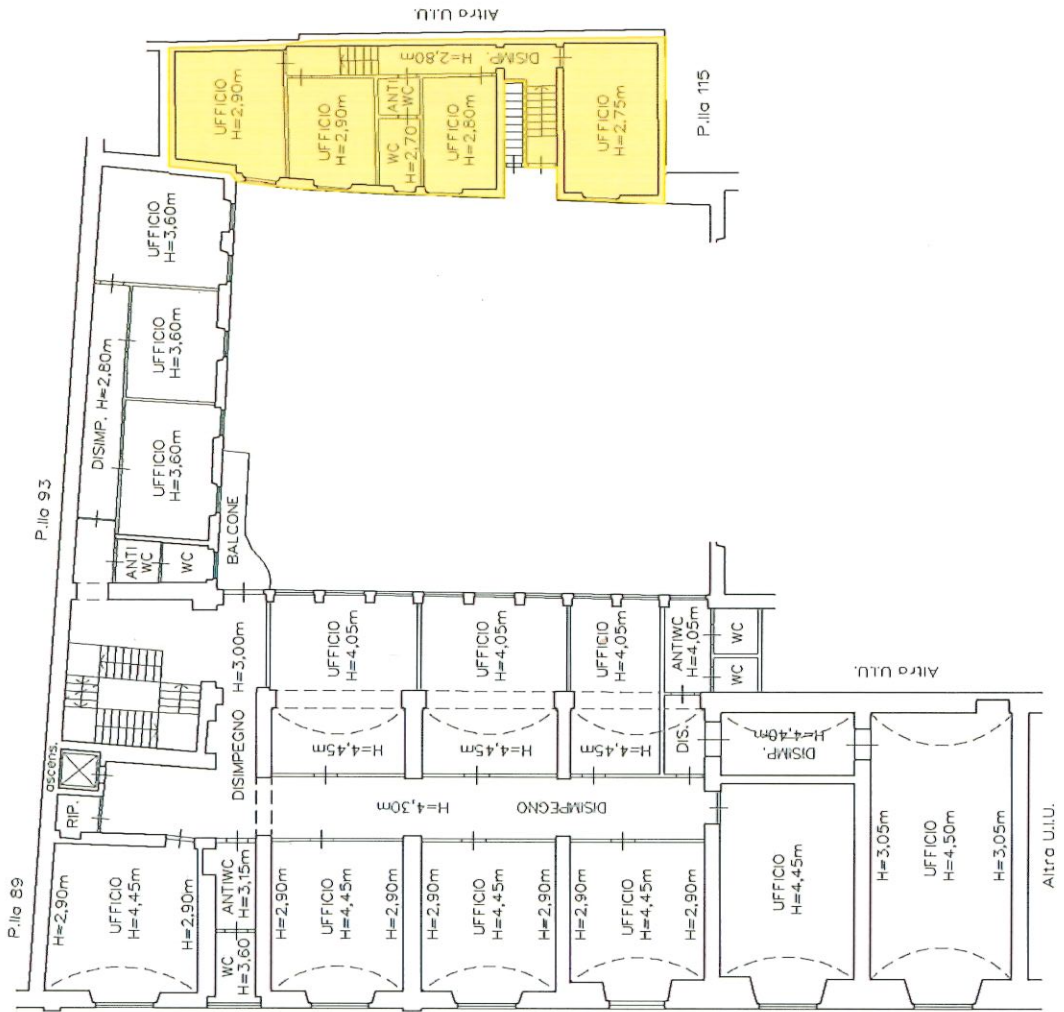 Altra U.I.U.
UFFICIO
H=2,90m
DISIMP.
H=2,80m
UFFICIO
H=2,90m
ANTI
WC
WC
H=2,70
UFFICIO
H=2,80m
UFFICIO
H=2,75m
P.lla 115
UFFICIO
H=3,60m
UFFICIO
H=3,60m
DISIMP. H=2,80m
UFFICIO
H=3,60m
P.lla 93
ANTI
WC
WC
BALCONE
H=3,00m
DISIMPEGNO
UFFICIO
H=4,05m
UFFICIO
H=4,05m
UFFICIO
H=4,05m
ANTIWC
H=4,05m
WC
WC
Altra U.I.U.
H=4,45m
H=4,45m
H=4,45m
DIS.
DISIMP.
H=4,40m
ascens.
RIP.
H=4,30m
DISIMPEGNO
P.lla 89
H=2,90m
UFFICIO
H=4,45m
H=2,90m
ANTIWC
H=3,15m
WC
H=3,60
H=2,90m
UFFICIO
H=4,45m
H=2,90m
H=2,90m
UFFICIO
H=4,45m
H=2,90m
H=2,90m
UFFICIO
H=4,45m
H=2,90m
UFFICIO
H=4,45m
H=3,05m
UFFICIO
H=4,50m
H=3,05m
Altra U.I.U.